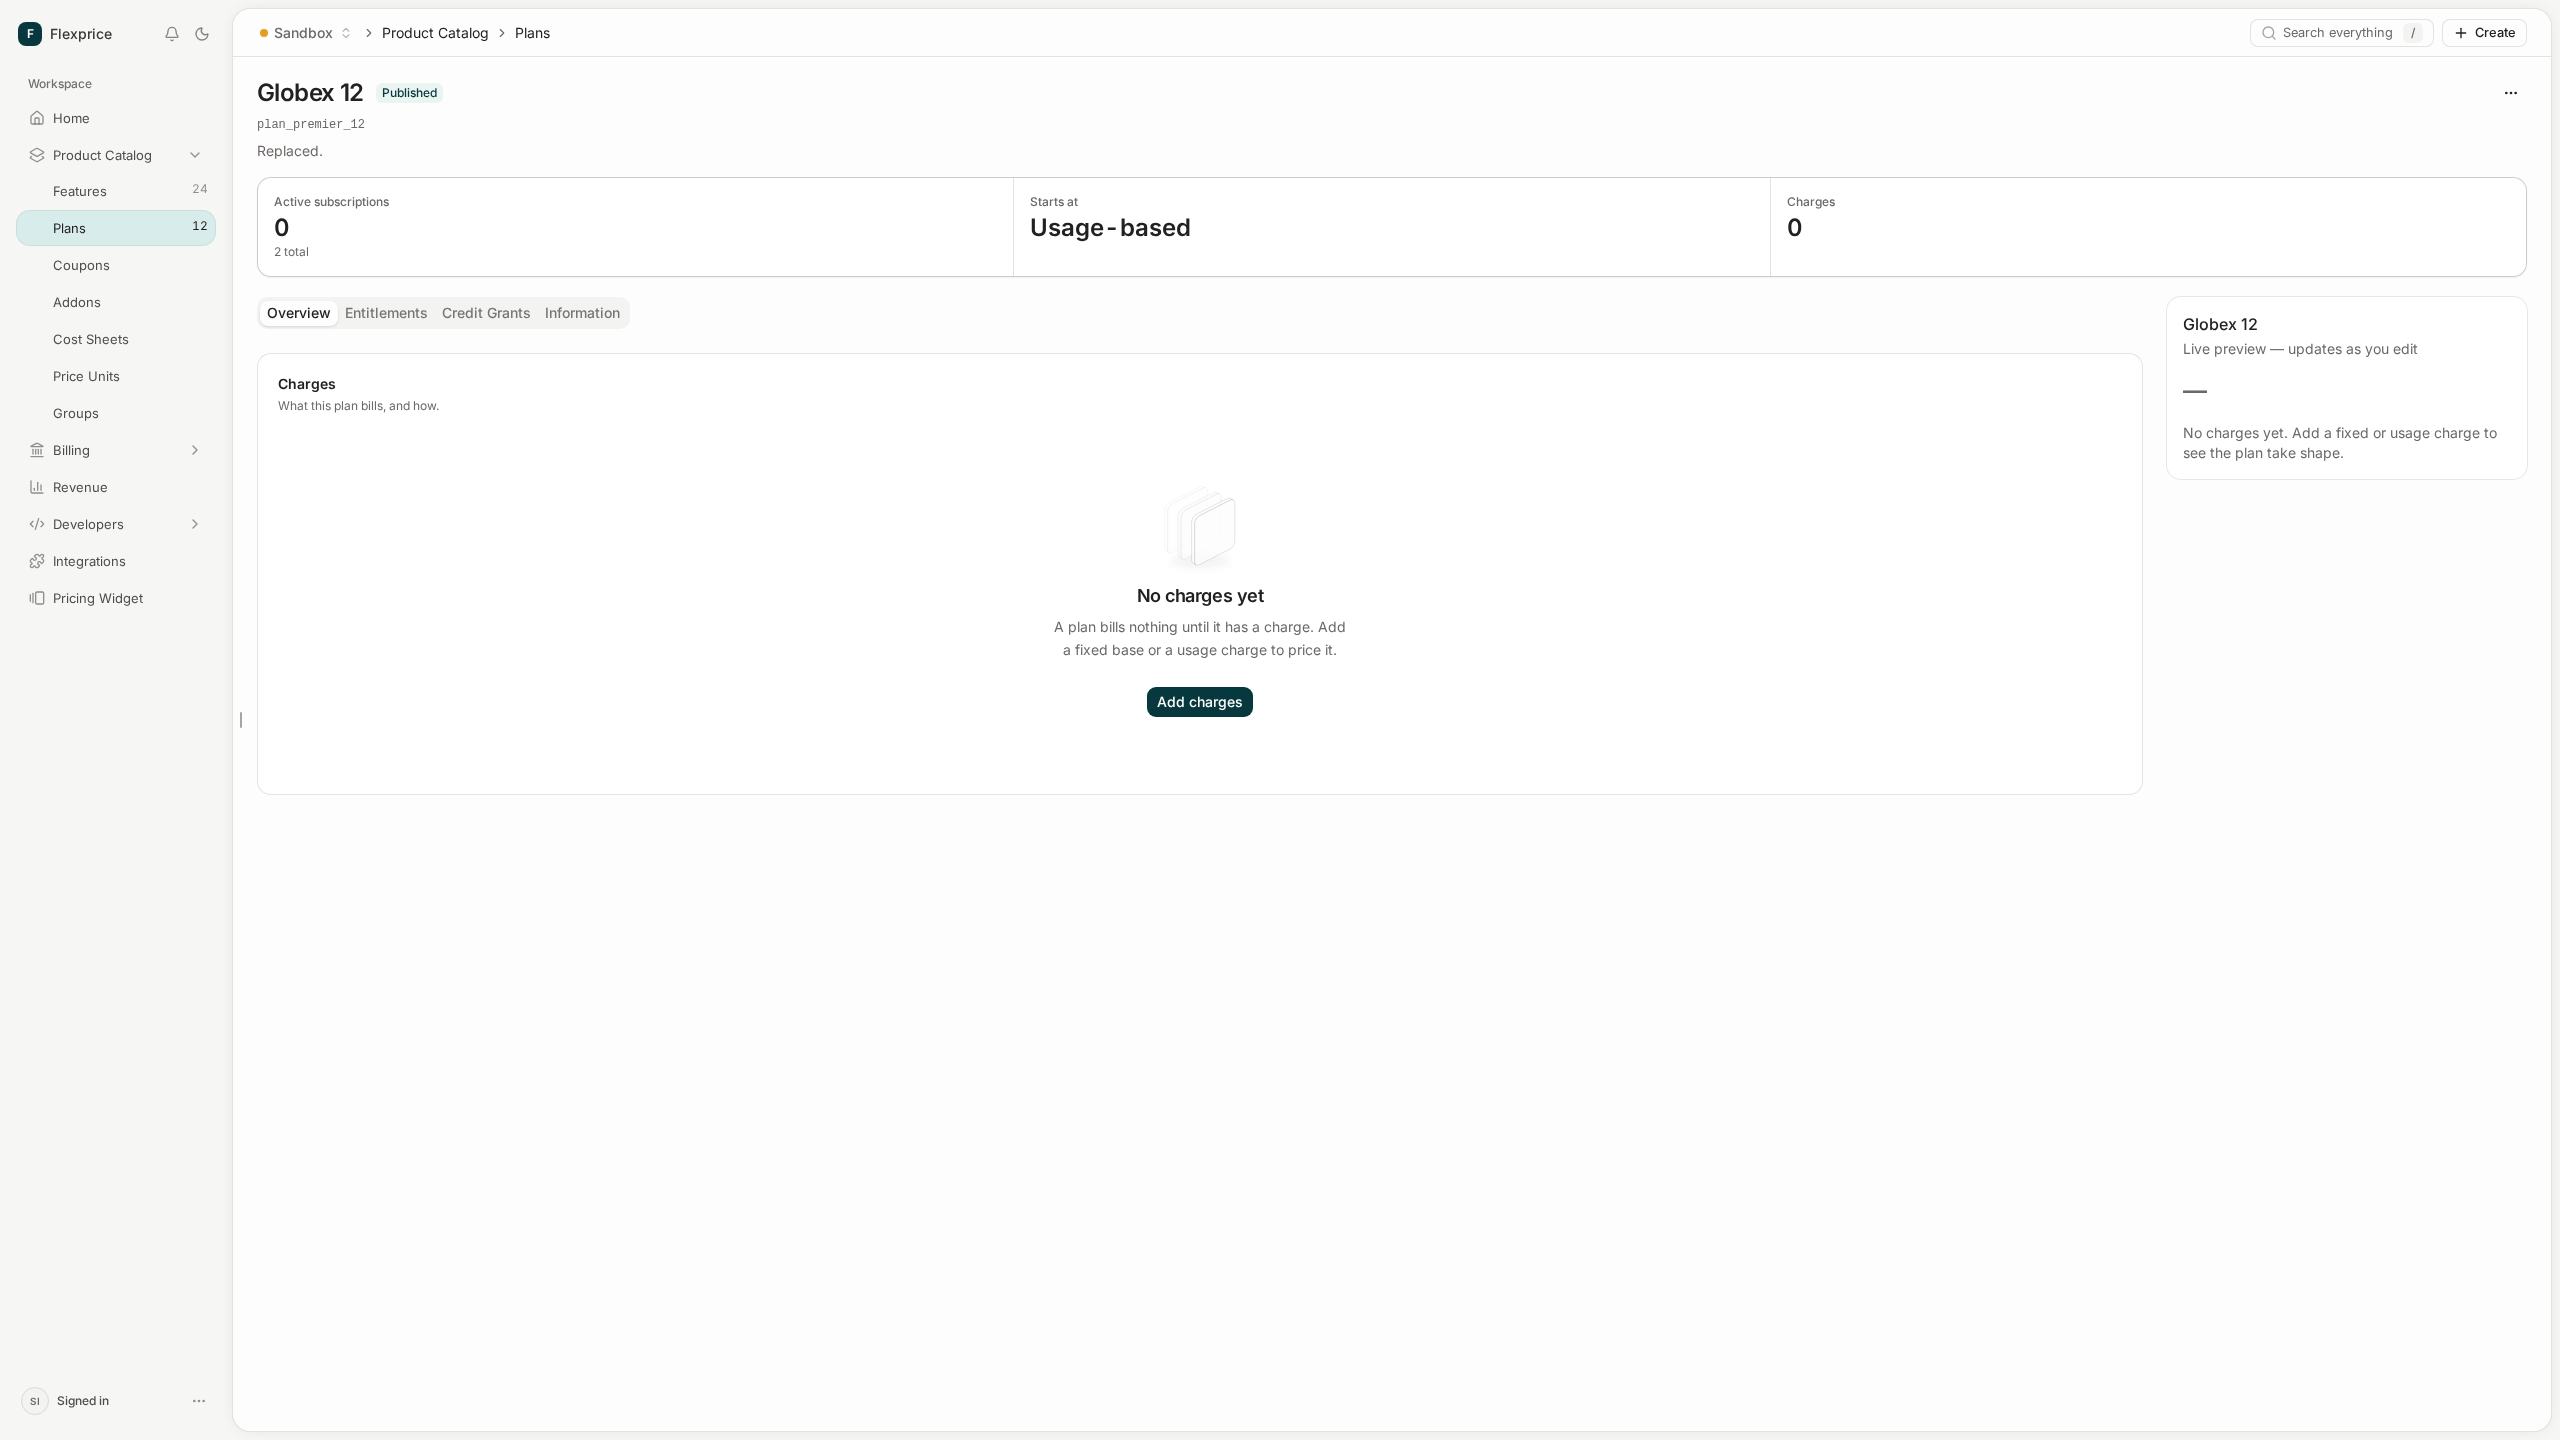 F Flexprice
Workspace
Home
Product Catalog
Features 24
Plans 12
Coupons
Addons
Cost Sheets
Price Units
Groups
Billing
Revenue
Developers
Integrations
Pricing Widget
SI Signed in
Sandbox Product Catalog Plans
Search everything /
Create
Globex 12 Published
plan_premier_12
Replaced.
Active subscriptions
0
2 total
Starts at
Usage-based
Charges
0
Overview Entitlements Credit Grants Information
Charges
What this plan bills, and how.
No charges yet
A plan bills nothing until it has a charge. Add
a fixed base or a usage charge to price it.
Add charges
Globex 12
Live preview — updates as you edit
—
No charges yet. Add a fixed or usage charge to
see the plan take shape.